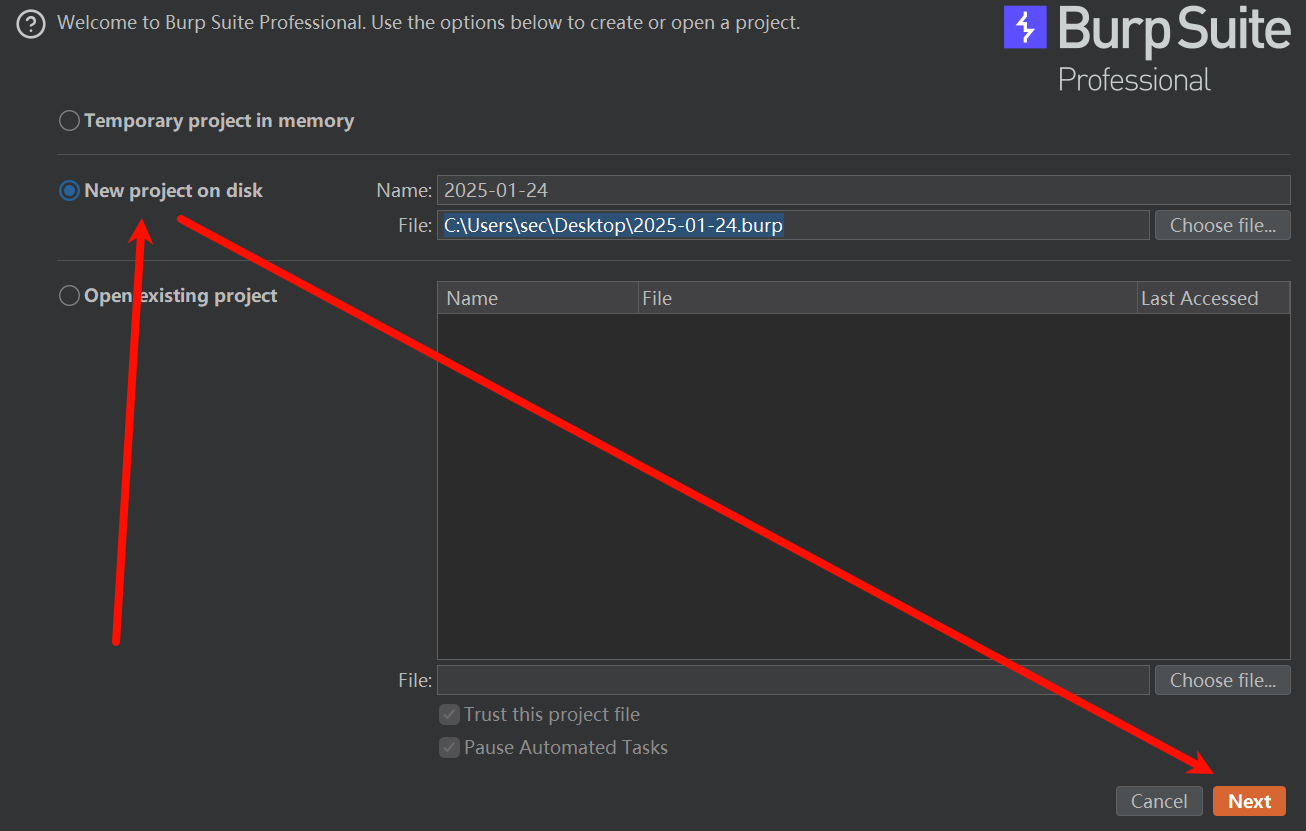 Welcome to Burp Suite Professional. Use the options below to create or open a project.
Burp Suite
Professional
Temporary project in memory
New project on disk
Name: 2025-01-24
File: C:\Users\sec\Desktop\2025-01-24.burp Choose file...
Open existing project
Name File Last Accessed
File: Choose file...
Trust this project file
Pause Automated Tasks
Cancel Next